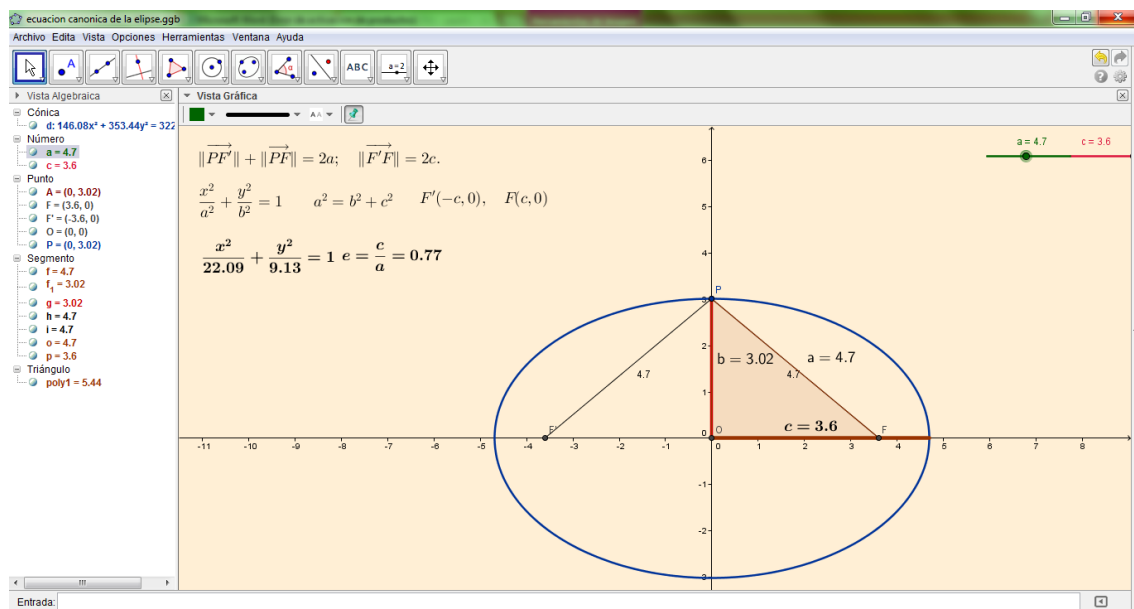 ecuacion canonica de la elipse.ggb
Archivo Edita Vista Opciones Herramientas Ventana Ayuda
A
α
ABC
a=2
Vista Algebraica
Cónica
d: 146.08x² + 353.44y² = 322
Número
a = 4.7
c = 3.6
Punto
A = (0, 3.02)
F = (3.6, 0)
F' = (-3.6, 0)
O = (0, 0)
P = (0, 3.02)
Segmento
f = 4.7
f₁ = 3.02
g = 3.02
h = 4.7
i = 4.7
o = 4.7
p = 3.6
Triángulo
poly1 = 5.44
Vista Gráfica
A A
‖PF'‖ + ‖PF‖ = 2a; ‖F'F‖ = 2c.
x²/a² + y²/b² = 1 a² = b² + c² F'(-c, 0), F(c, 0)
x²/22.09 + y²/9.13 = 1 e = c/a = 0.77
a = 4.7 c = 3.6
6
5
4
3
P
2
b = 3.02 a = 4.7
4.7 4.7
1
c = 3.6
F' 0 O F
-11 -10 -9 -8 -7 -6 -5 -4 -3 -2 -1 0 1 2 3 4 5 6 7 8
-1
-2
-3
Entrada: